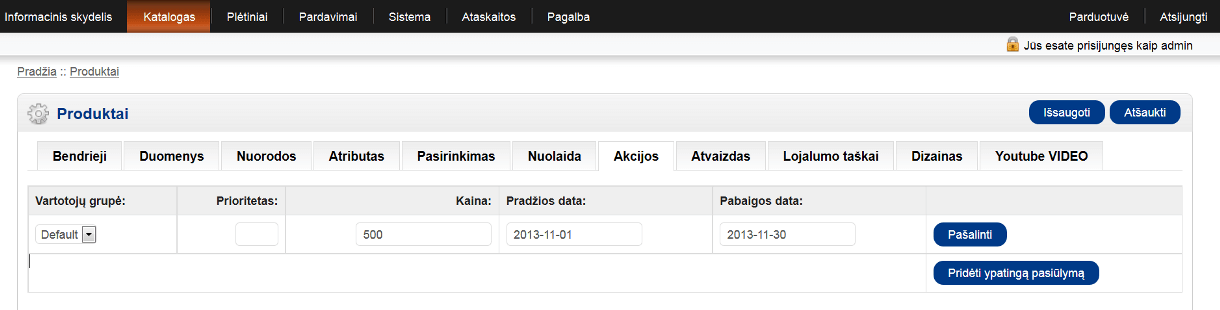 Informacinis skydelis Katalogas Plėtiniai Pardavimai Sistema Ataskaitos Pagalba Parduotuvė Atsijungti
Jūs esate prisijungęs kaip admin
Pradžia :: Produktai
Produktai Išsaugoti Atšaukti
Bendrieji Duomenys Nuorodos Atributas Pasirinkimas Nuolaida Akcijos Atvaizdas Lojalumo taškai Dizainas Youtube VIDEO
Vartotojų grupė: Prioritetas: Kaina: Pradžios data: Pabaigos data:
Default 500 2013-11-01 2013-11-30 Pašalinti
Pridėti ypatingą pasiūlymą